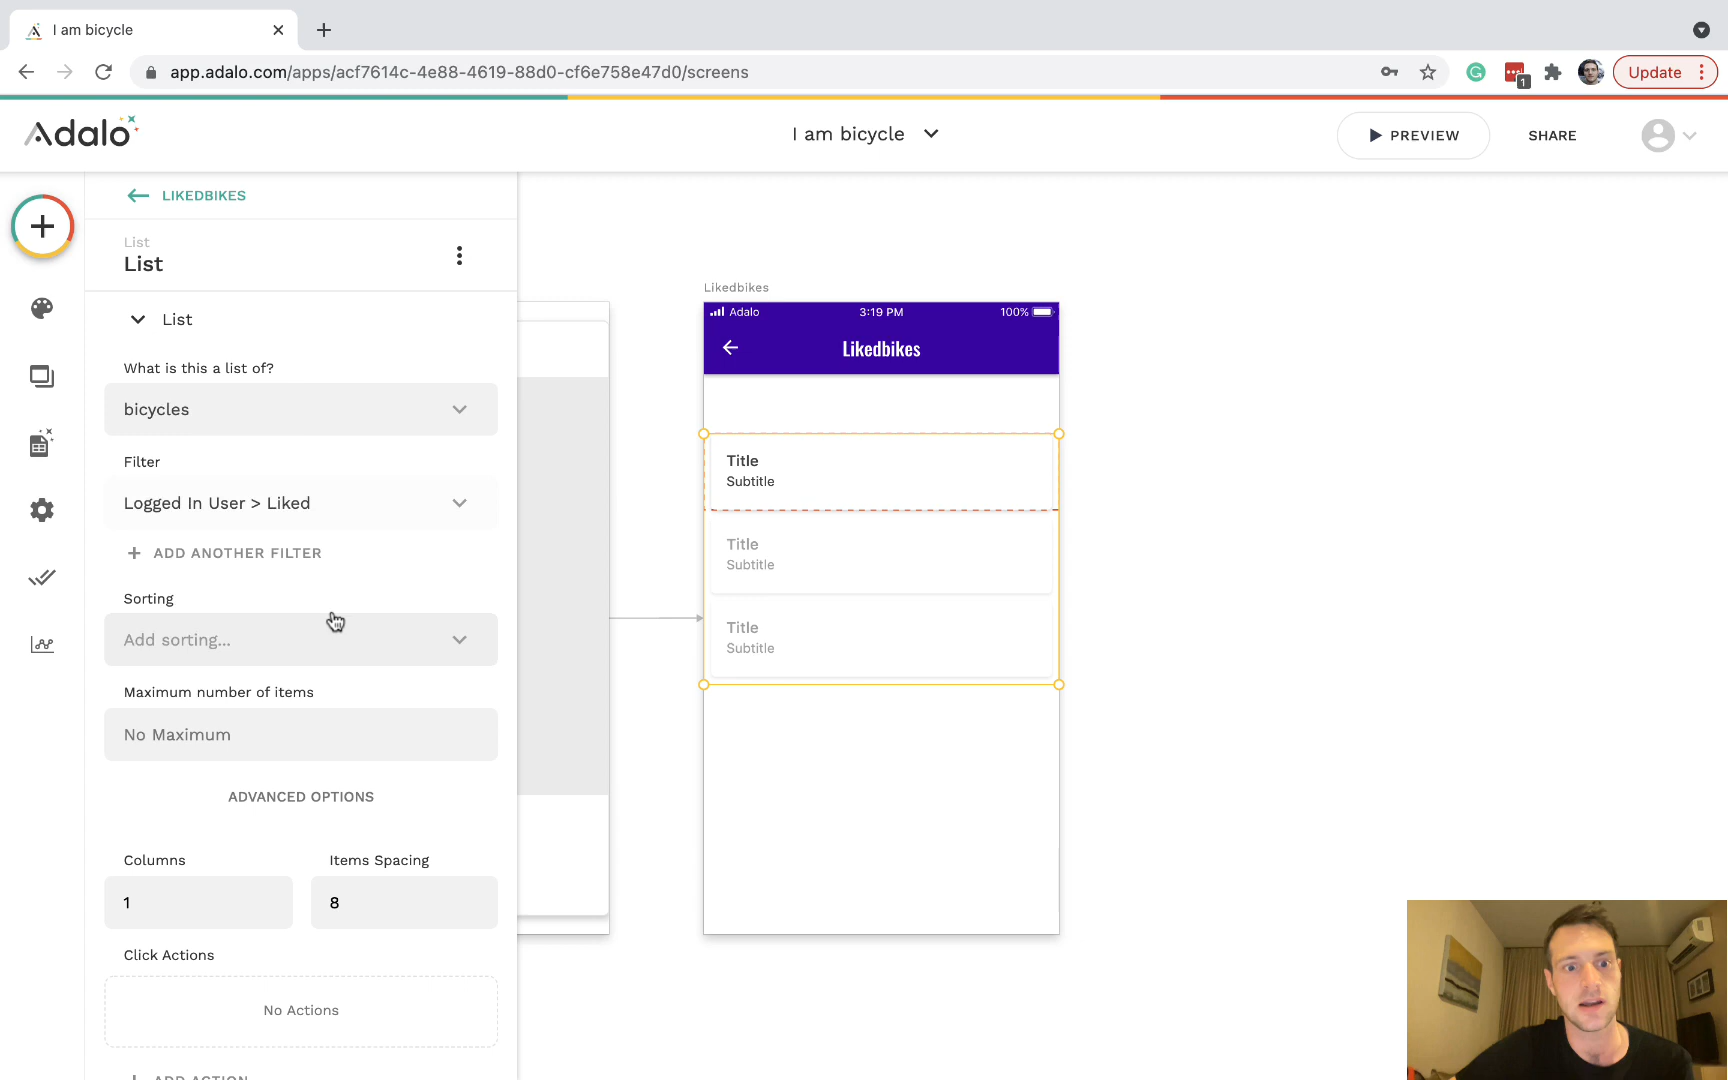 I am bicycle
app.adalo.com/apps/acf7614c-4e88-4619-88d0-cf6e758e47d0/screens
1
Update
Adalo
I am bicycle
PREVIEW
SHARE
LIKEDBIKES
List
List
List
What is this a list of?
bicycles
Filter
Logged In User > Liked
ADD ANOTHER FILTER
Sorting
Add sorting...
Maximum number of items
No Maximum
ADVANCED OPTIONS
Columns
Items Spacing
1
8
Click Actions
No Actions
ADD ACTION
Likedbikes
Adalo
3:19 PM
100%
Likedbikes
Title
Subtitle
Title
Subtitle
Title
Subtitle